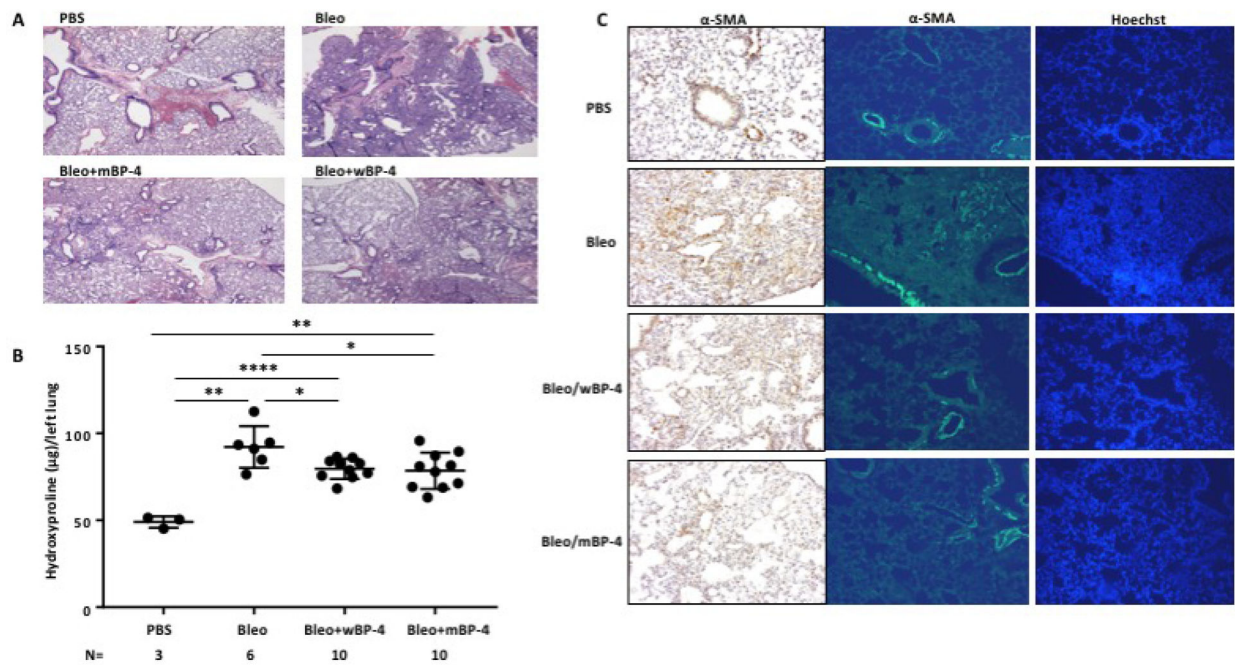 A
PBS
Bleo
Bleo+mBP-4
Bleo+wBP-4
B
**
*
****
** *
Hydroxyproline (µg)/left lung
150
100
50
0
PBS Bleo Bleo+wBP-4 Bleo+mBP-4
N= 3 6 10 10
C
α-SMA α-SMA Hoechst
PBS
Bleo
Bleo/wBP-4
Bleo/mBP-4